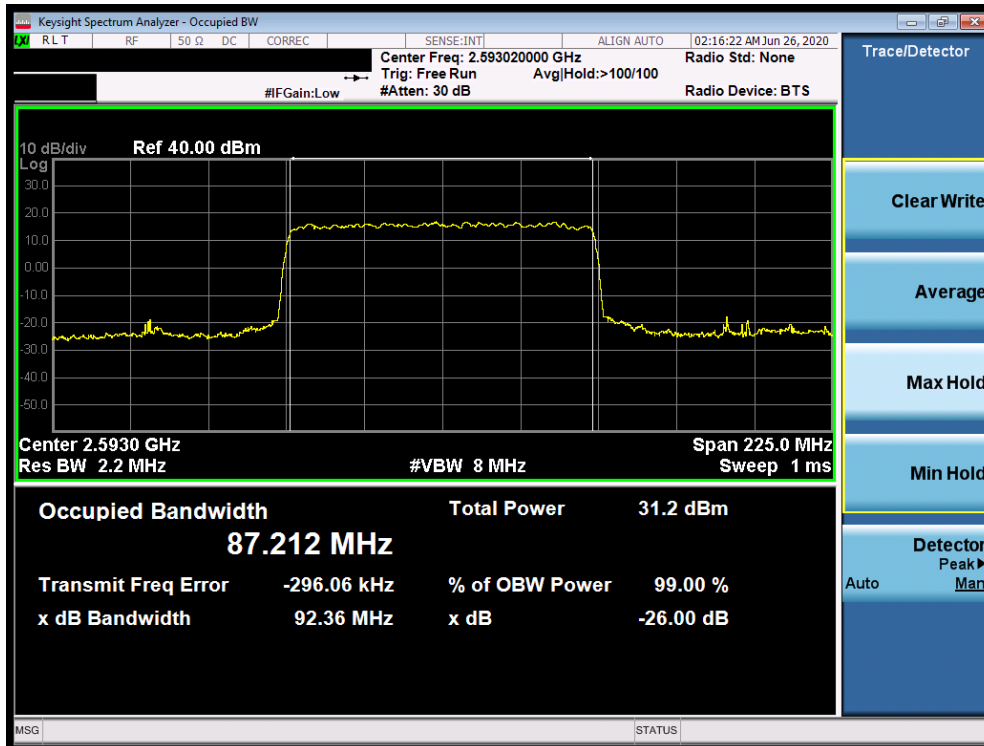 Keysight Spectrum Analyzer - Occupied BW
LXI RLT RF 50 Ω DC CORREC SENSE:INT ALIGN AUTO 02:16:22 AM Jun 26, 2020
Center Freq: 2.593020000 GHz Radio Std: None
Trig: Free Run Avg|Hold:>100/100
#IFGain:Low #Atten: 30 dB Radio Device: BTS
10 dB/div Ref 40.00 dBm
Log
30.0
20.0
10.0
0.00
-10.0
-20.0
-30.0
-40.0
-50.0
Center 2.5930 GHz Span 225.0 MHz
Res BW 2.2 MHz #VBW 8 MHz Sweep 1 ms
Occupied Bandwidth Total Power 31.2 dBm
87.212 MHz
Transmit Freq Error -296.06 kHz % of OBW Power 99.00 %
x dB Bandwidth 92.36 MHz x dB -26.00 dB
MSG STATUS
Trace/Detector
Clear Write
Average
Max Hold
Min Hold
Detector
Peak▶
Auto Man